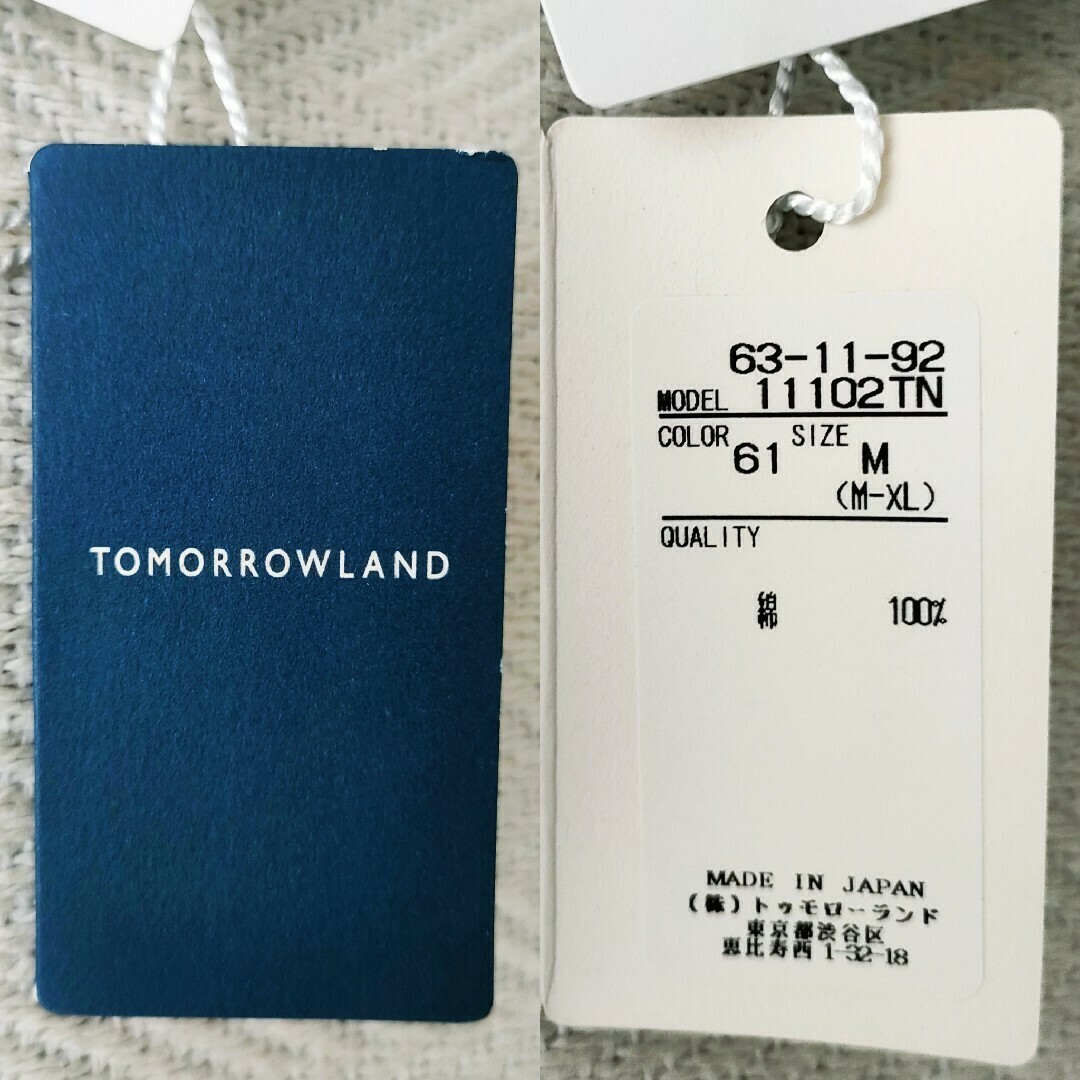 TOMORROWLAND
63-11-92
MODEL 11102TN
COLOR 61 SIZE M
(M-XL)
QUALITY
綿 100%
MADE IN JAPAN
(株)トゥモローランド
東京都渋谷区
恵比寿西1-32-18